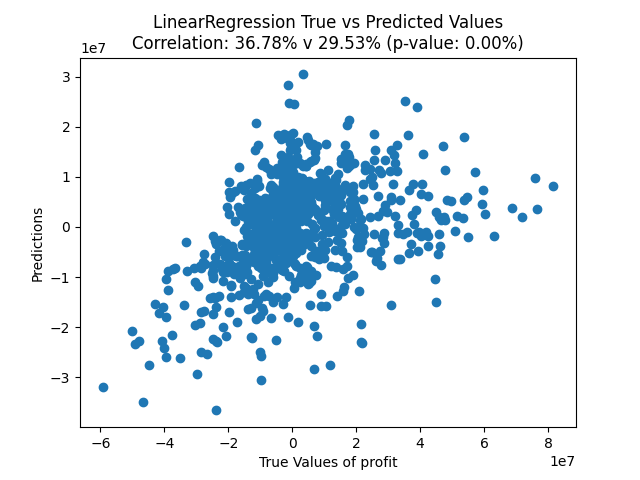 LinearRegression True vs Predicted Values
Correlation: 36.78% v 29.53% (p-value: 0.00%)
1e7
3
2
1
0
−1
−2
−3
Predictions
−6 −4 −2 0 2 4 6 8
1e7
True Values of profit